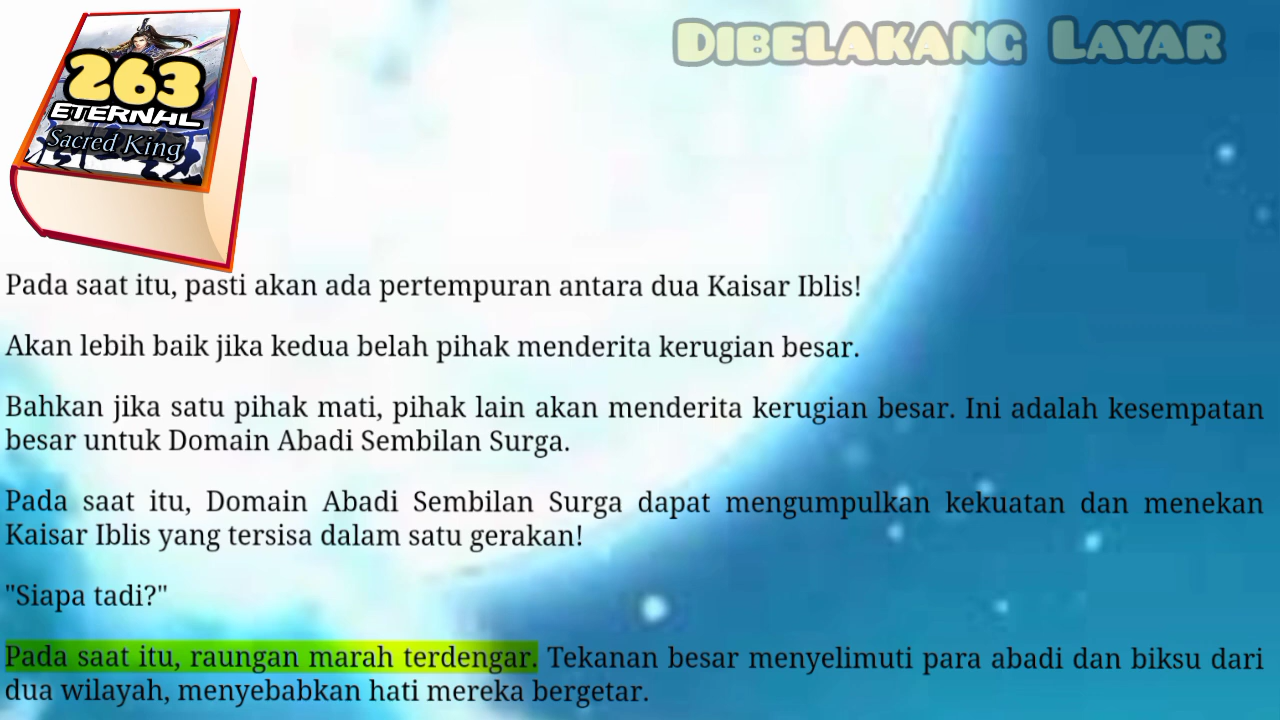 Dibelakang Layar
263
ETERNAL
Sacred King
Pada saat itu, pasti akan ada pertempuran antara dua Kaisar Iblis!
Akan lebih baik jika kedua belah pihak menderita kerugian besar.
Bahkan jika satu pihak mati, pihak lain akan menderita kerugian besar. Ini adalah kesempatan
besar untuk Domain Abadi Sembilan Surga.
Pada saat itu, Domain Abadi Sembilan Surga dapat mengumpulkan kekuatan dan menekan
Kaisar Iblis yang tersisa dalam satu gerakan!
"Siapa tadi?"
Pada saat itu, raungan marah terdengar. Tekanan besar menyelimuti para abadi dan biksu dari
dua wilayah, menyebabkan hati mereka bergetar.